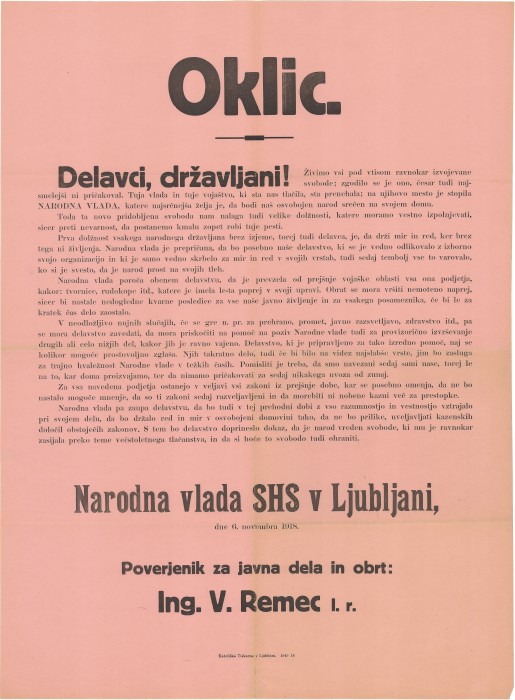 Oklic.
Delavci, državljani! Živimo vsi pod vtisom ravnokar izvojevane
svobode; zgodilo se je ono, česar tudi naj-
smelejši ni pričakoval. Tuja vlada in tuje vojaštvo, ki sta nas tlačila, sta prenehala; na njihovo mesto je stopila
NARODNA VLADA, katere najsrčnejša želja je, da bodi naš osvobojen narod srečen na svojem domu.
Toda ta novo pridobljena svoboda nam nalaga tudi velike dolžnosti, katere moramo vestno izpolnjevati,
sicer preti nevarnost, da postanemo kmalu zopet robi tuje pesti.
Prva dolžnost vsakega narodnega državljana brez izjeme, torej tudi delavca, je, da drži mir in red, ker brez
tega ni življenja. Narodna vlada je prepričana, da bo posebno naše delavstvo, ki se je vedno odlikovalo z izborno
svojo organizacijo in ki je samo vedno skrbelo za mir in red v svojih vrstah, tudi sedaj tembolj vse to varovalo,
ko si je svesto, da je narod prost na svojih tleh.
Narodna vlada poroča obenem delavstvu, da je prevzela od prejšnje vojaške oblasti vsa ona podjetja,
kakor: tvornice, rudokope itd., katere je imela testa poprej v svoji upravi. Obrat se mora vršiti nemoteno naprej,
sicer bi nastale nedogledne kvarne posledice za vse naše javno življenje in za vsakega posameznika, če bi le za
kratek čas delo zaostalo.
V neodložljivo nujnih slučajih, če se gre n. pr. za prehrano, promet, javno razsvetljavo, zdravstvo itd., pa
se mora delavstvo zavedati, da mora priskočiti na pomoč na poziv Narodne vlade tudi za provizorično izvrševanje
drugih ali celo nižjih del, kakor jih je ravno vajeno. Delavstvo, ki je pripravljeno za tako izredno pomoč, naj se
kolikor mogoče prostovoljno zglaša. Njih takratno delo, tudi če bi bilo na videz najslabše vrste, jim bo zasluga
za trajno hvaležnost Narodne vlade v težkih časih. Pomisliti je treba, da smo navezani sedaj sami nase, torej le
na to, kar doma proizvajamo, ter da nimamo pričakovati za sedaj nikakega uvoza od zunaj.
Za vsa navedena podjetja ostanejo v veljavi vsi zakoni iz prejšnje dobe, kar se posebno omenja, da ne bo
nastalo mogoče mnenje, da so ti zakoni sedaj razveljavljeni in da morebiti ni nobene kazni več za prestopke.
Narodna vlada pa zaupa delavstvu, da bo tudi v tej prehodni dobi z vso razumnostjo in vestnostjo vztrajalo
pri svojem delu, da bo držalo red in mir v osvobojeni domovini tako, da ne bo prilike, uveljavljati kazenskih
določil obstoječih zakonov. S tem bo delavstvo doprineslo dokaz, da je narod vreden svobode, ki mu je ravnokar
zasijala preko teme večstoletnega tlačanstva, in da si hoče to svobodo tudi ohraniti.
Narodna vlada SHS v Ljubljani,
dne 6. novembra 1918.
Poverjenik za javna dela in obrt:
Ing. V. Remec l. r.
Katoliška Tiskarna v Ljubljani.